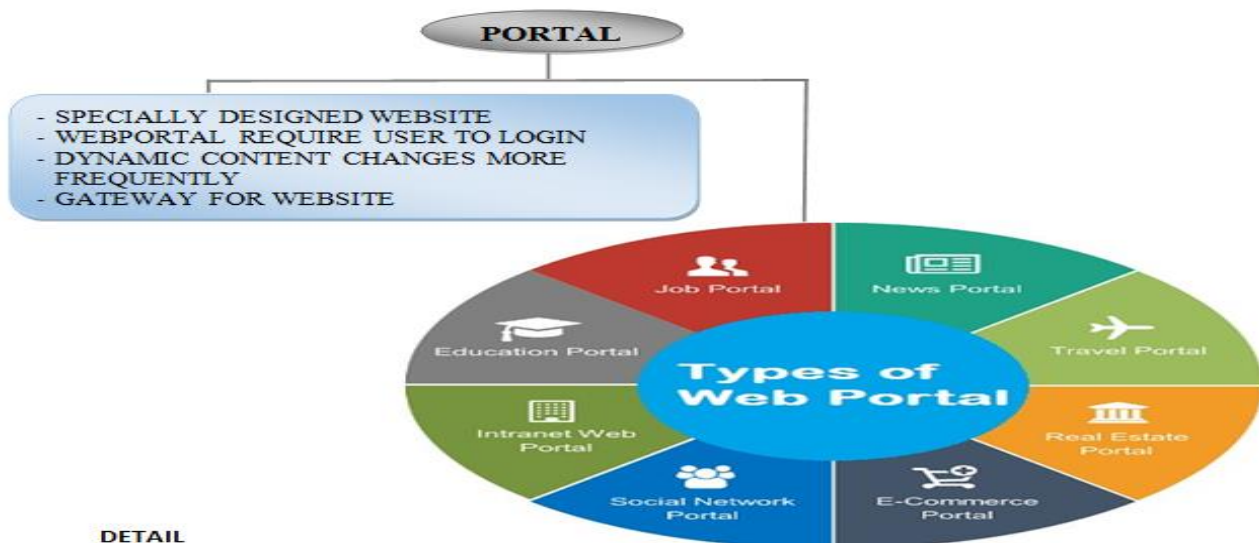 PORTAL
- SPECIALLY DESIGNED WEBSITE
- WEBPORTAL REQUIRE USER TO LOGIN
- DYNAMIC CONTENT CHANGES MORE
FREQUENTLY
- GATEWAY FOR WEBSITE
Job Portal
News Portal
Education Portal
Travel Portal
Types of
Web Portal
Intranet Web
Portal
Real Estate
Portal
Social Network
Portal
E-Commerce
Portal
DETAIL